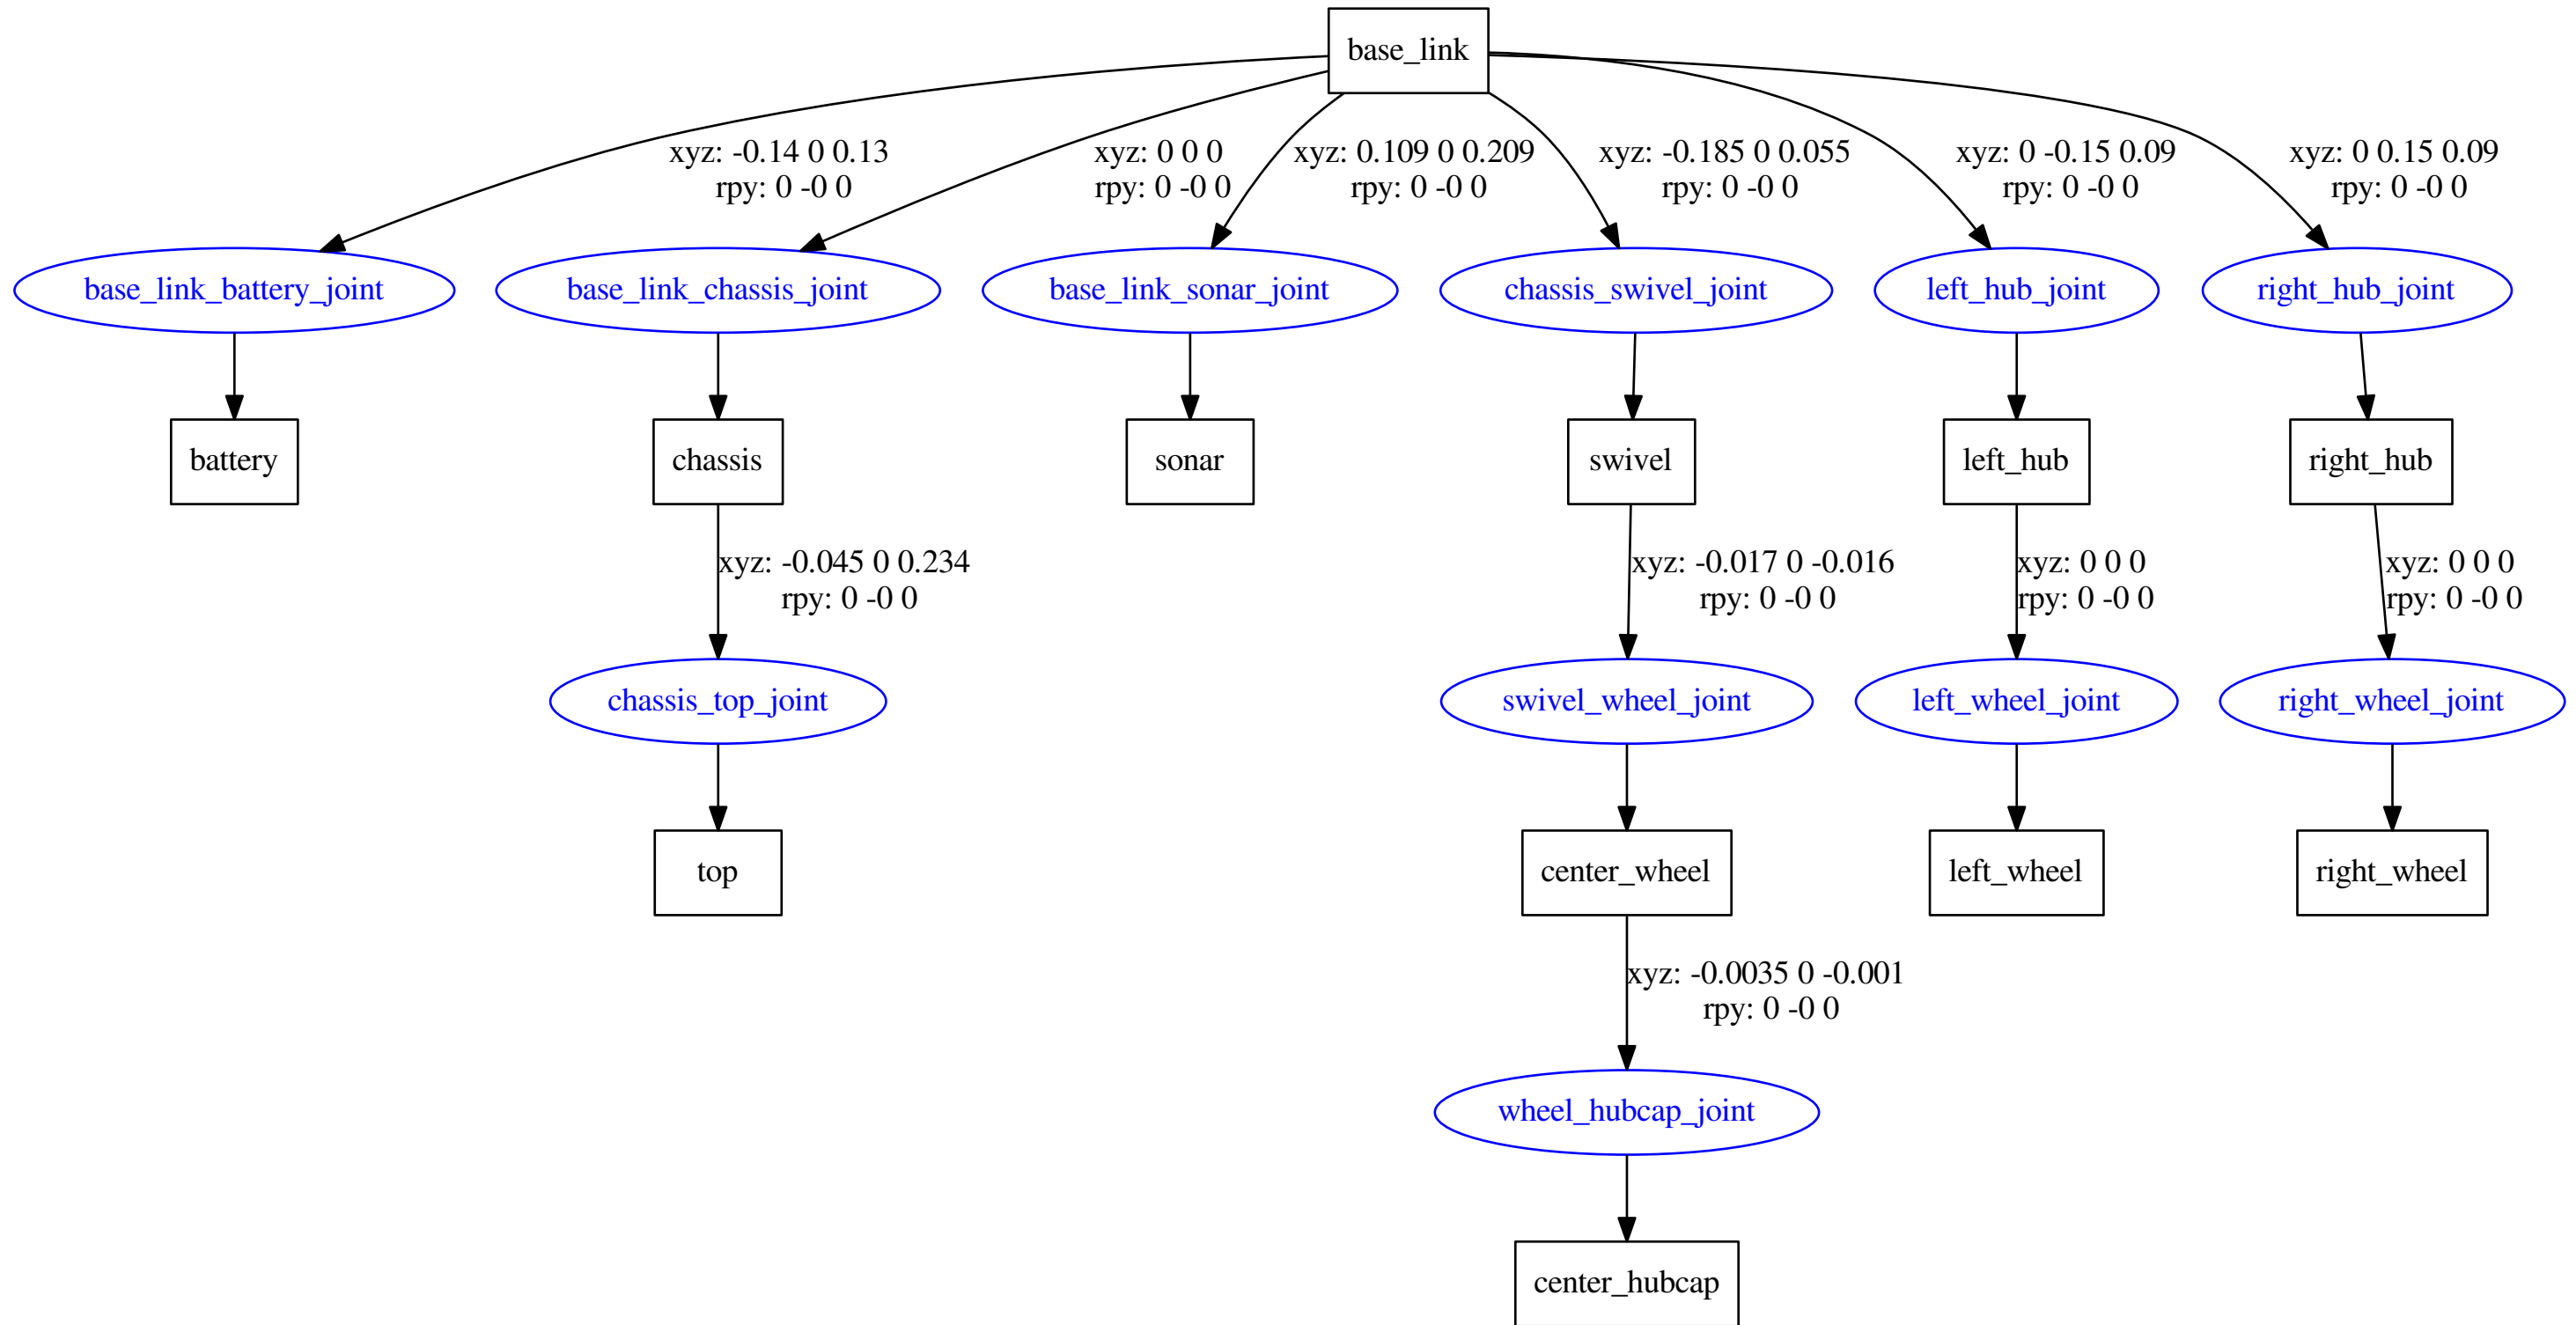 base_link
xyz: -0.14 0 0.13
rpy: 0 -0 0
xyz: 0 0 0
rpy: 0 -0 0
xyz: 0.109 0 0.209
rpy: 0 -0 0
xyz: -0.185 0 0.055
rpy: 0 -0 0
xyz: 0 -0.15 0.09
rpy: 0 -0 0
xyz: 0 0.15 0.09
rpy: 0 -0 0
base_link_battery_joint
base_link_chassis_joint
base_link_sonar_joint
chassis_swivel_joint
left_hub_joint
right_hub_joint
battery
chassis
sonar
swivel
left_hub
right_hub
xyz: -0.045 0 0.234
rpy: 0 -0 0
xyz: -0.017 0 -0.016
rpy: 0 -0 0
xyz: 0 0 0
rpy: 0 -0 0
xyz: 0 0 0
rpy: 0 -0 0
chassis_top_joint
swivel_wheel_joint
left_wheel_joint
right_wheel_joint
top
center_wheel
left_wheel
right_wheel
xyz: -0.0035 0 -0.001
rpy: 0 -0 0
wheel_hubcap_joint
center_hubcap